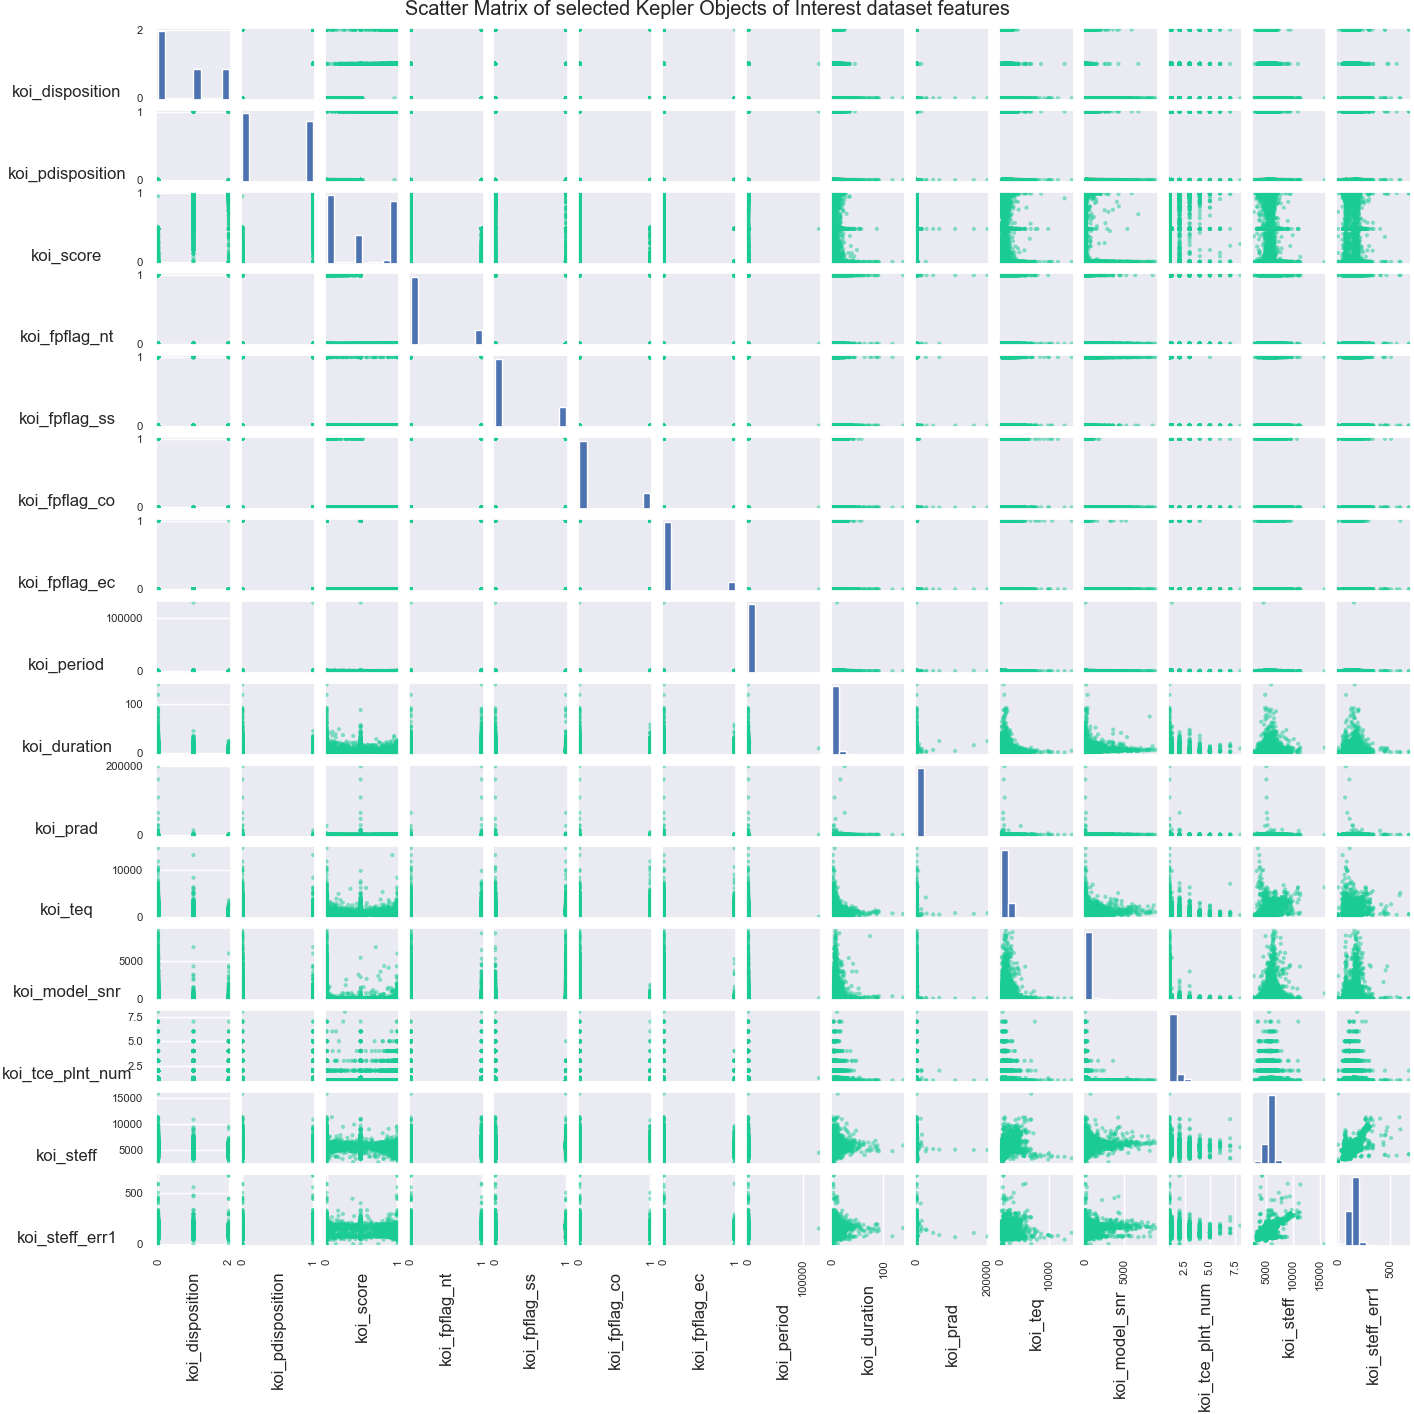 Scatter Matrix of selected Kepler Objects of Interest dataset features
2
koi_disposition
0
1
koi_pdisposition
0
1
koi_score
0
1
koi_fpflag_nt
0
1
koi_fpflag_ss
0
1
koi_fpflag_co
0
1
koi_fpflag_ec
0
100000
koi_period
0
100
koi_duration
0
200000
koi_prad
0
10000
koi_teq
0
5000
koi_model_snr
0
7.5
5.0
2.5
koi_tce_plnt_num
15000
10000
5000
koi_steff
500
koi_steff_err1
0
0 2 0 1 0 1 0 1 0 1 0 1 0 1 0 100000 0 100 0 200000 0 10000 0 5000 2.5 5.0 7.5 5000 10000 15000 0 500
koi_disposition
koi_pdisposition
koi_score
koi_fpflag_nt
koi_fpflag_ss
koi_fpflag_co
koi_fpflag_ec
koi_period
koi_duration
koi_prad
koi_teq
koi_model_snr
koi_tce_plnt_num
koi_steff
koi_steff_err1